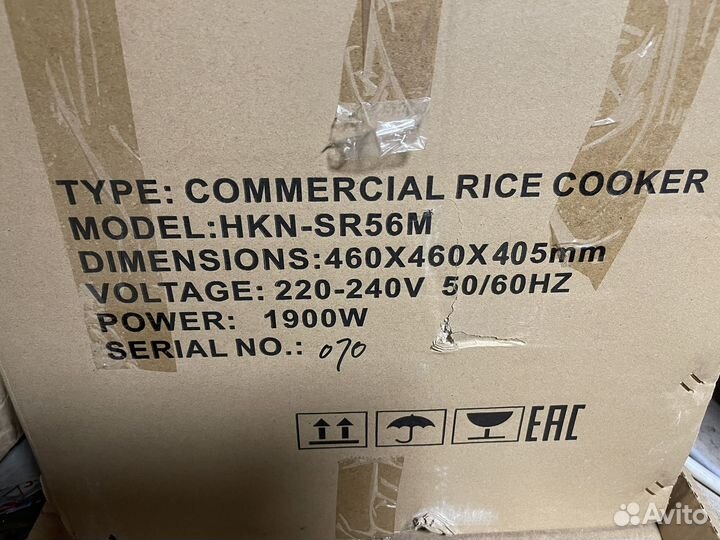 TYPE: COMMERCIAL RICE COOKER
MODEL:HKN-SR56M
DIMENSIONS:460X460X405mm
VOLTAGE: 220-240V 50/60HZ
POWER: 1900W
SERIAL NO.: 070
EAC
Avito